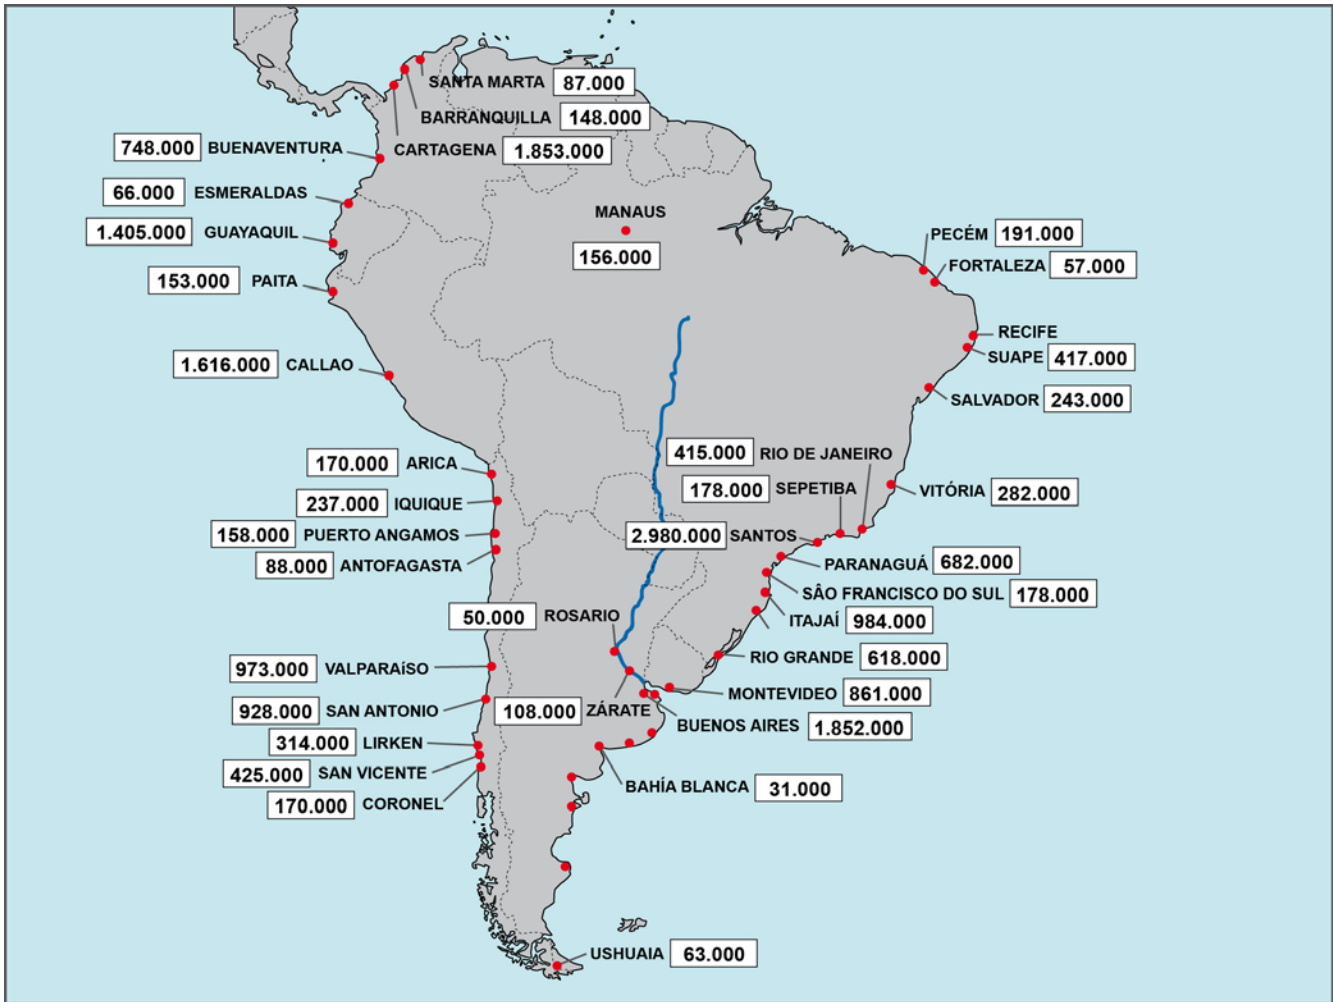 SANTA MARTA 87.000
BARRANQUILLA 148.000
748.000 BUENAVENTURA
CARTAGENA 1.853.000
66.000 ESMERALDAS
1.405.000 GUAYAQUIL
MANAUS
156.000
PECÉM 191.000
FORTALEZA 57.000
153.000 PAITA
RECIFE
SUAPE 417.000
1.616.000 CALLAO
SALVADOR 243.000
415.000 RIO DE JANEIRO
170.000 ARICA
178.000 SEPETIBA
VITÓRIA 282.000
237.000 IQUIQUE
158.000 PUERTO ANGAMOS
2.980.000 SANTOS
88.000 ANTOFAGASTA
PARANAGUÁ 682.000
SÂO FRANCISCO DO SUL 178.000
50.000 ROSARIO
ITAJAÍ 984.000
RIO GRANDE 618.000
973.000 VALPARAíSO
MONTEVIDEO 861.000
928.000 SAN ANTONIO
108.000 ZÁRATE
BUENOS AIRES 1.852.000
314.000 LIRKEN
425.000 SAN VICENTE
BAHÍA BLANCA 31.000
170.000 CORONEL
USHUAIA 63.000